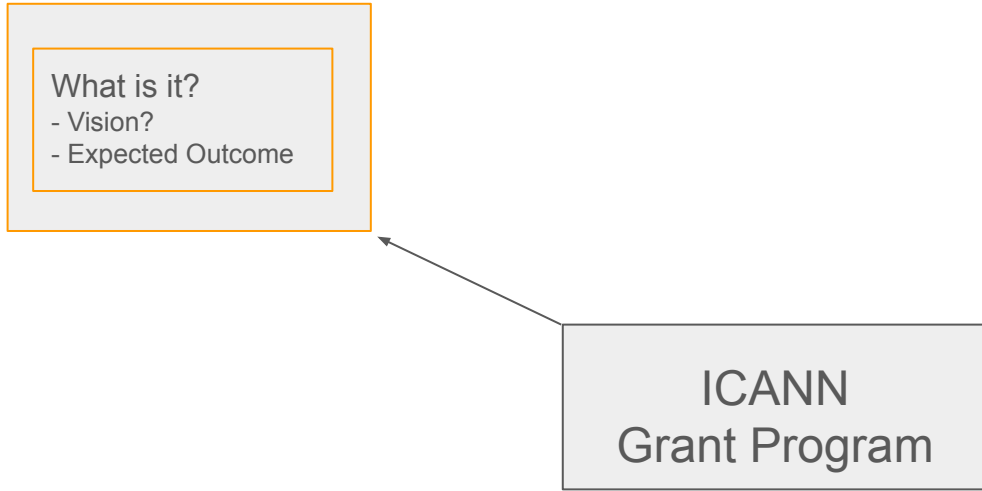 What is it?
- Vision?
- Expected Outcome
ICANN
Grant Program